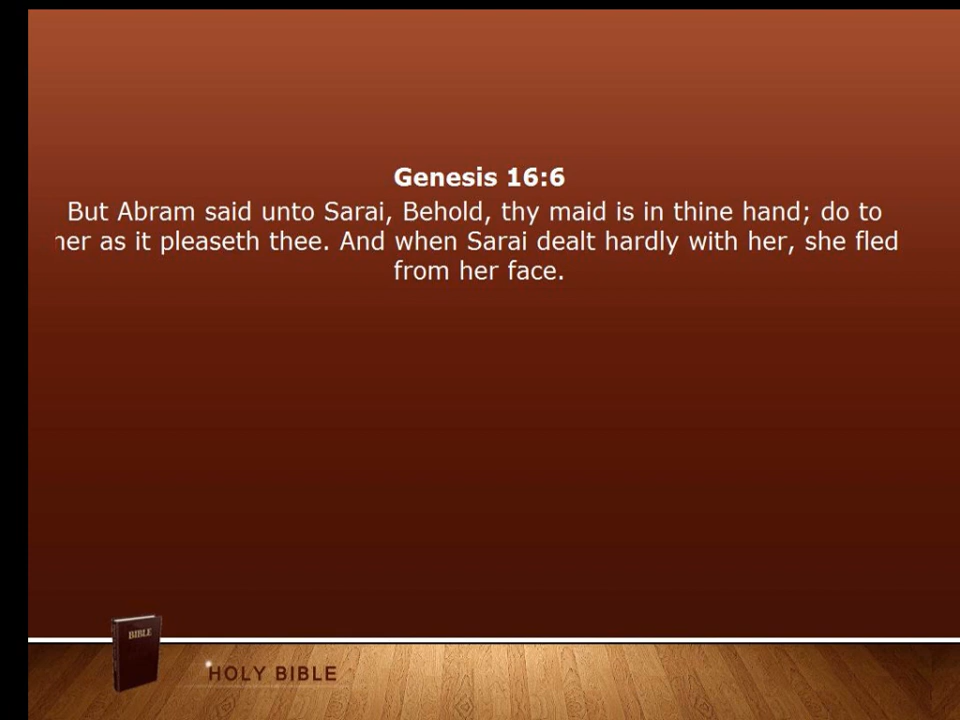 Genesis 16:6
But Abram said unto Sarai, Behold, thy maid is in thine hand; do to
her as it pleaseth thee. And when Sarai dealt hardly with her, she fled
from her face.
BIBLE
HOLY BIBLE